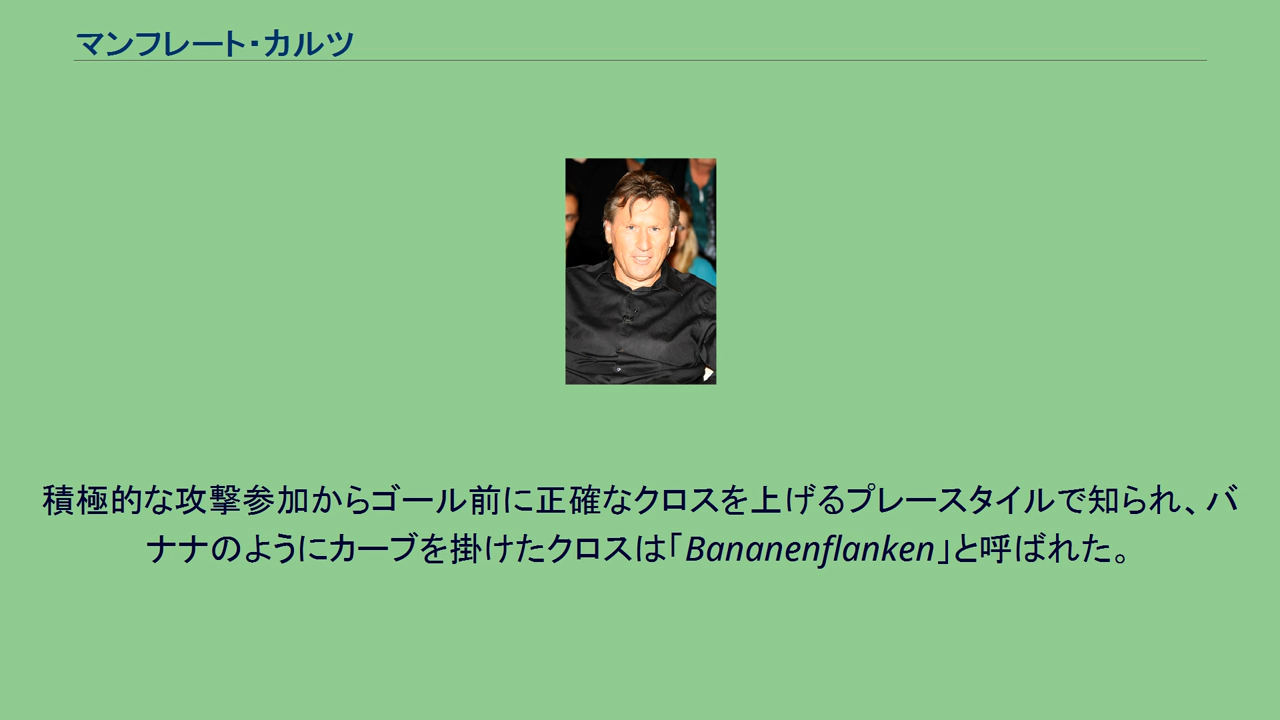 マンフレート・カルツ
積極的な攻撃参加からゴール前に正確なクロスを上げるプレースタイルで知られ、バ
ナナのようにカーブを掛けたクロスは「Bananenflanken」と呼ばれた。